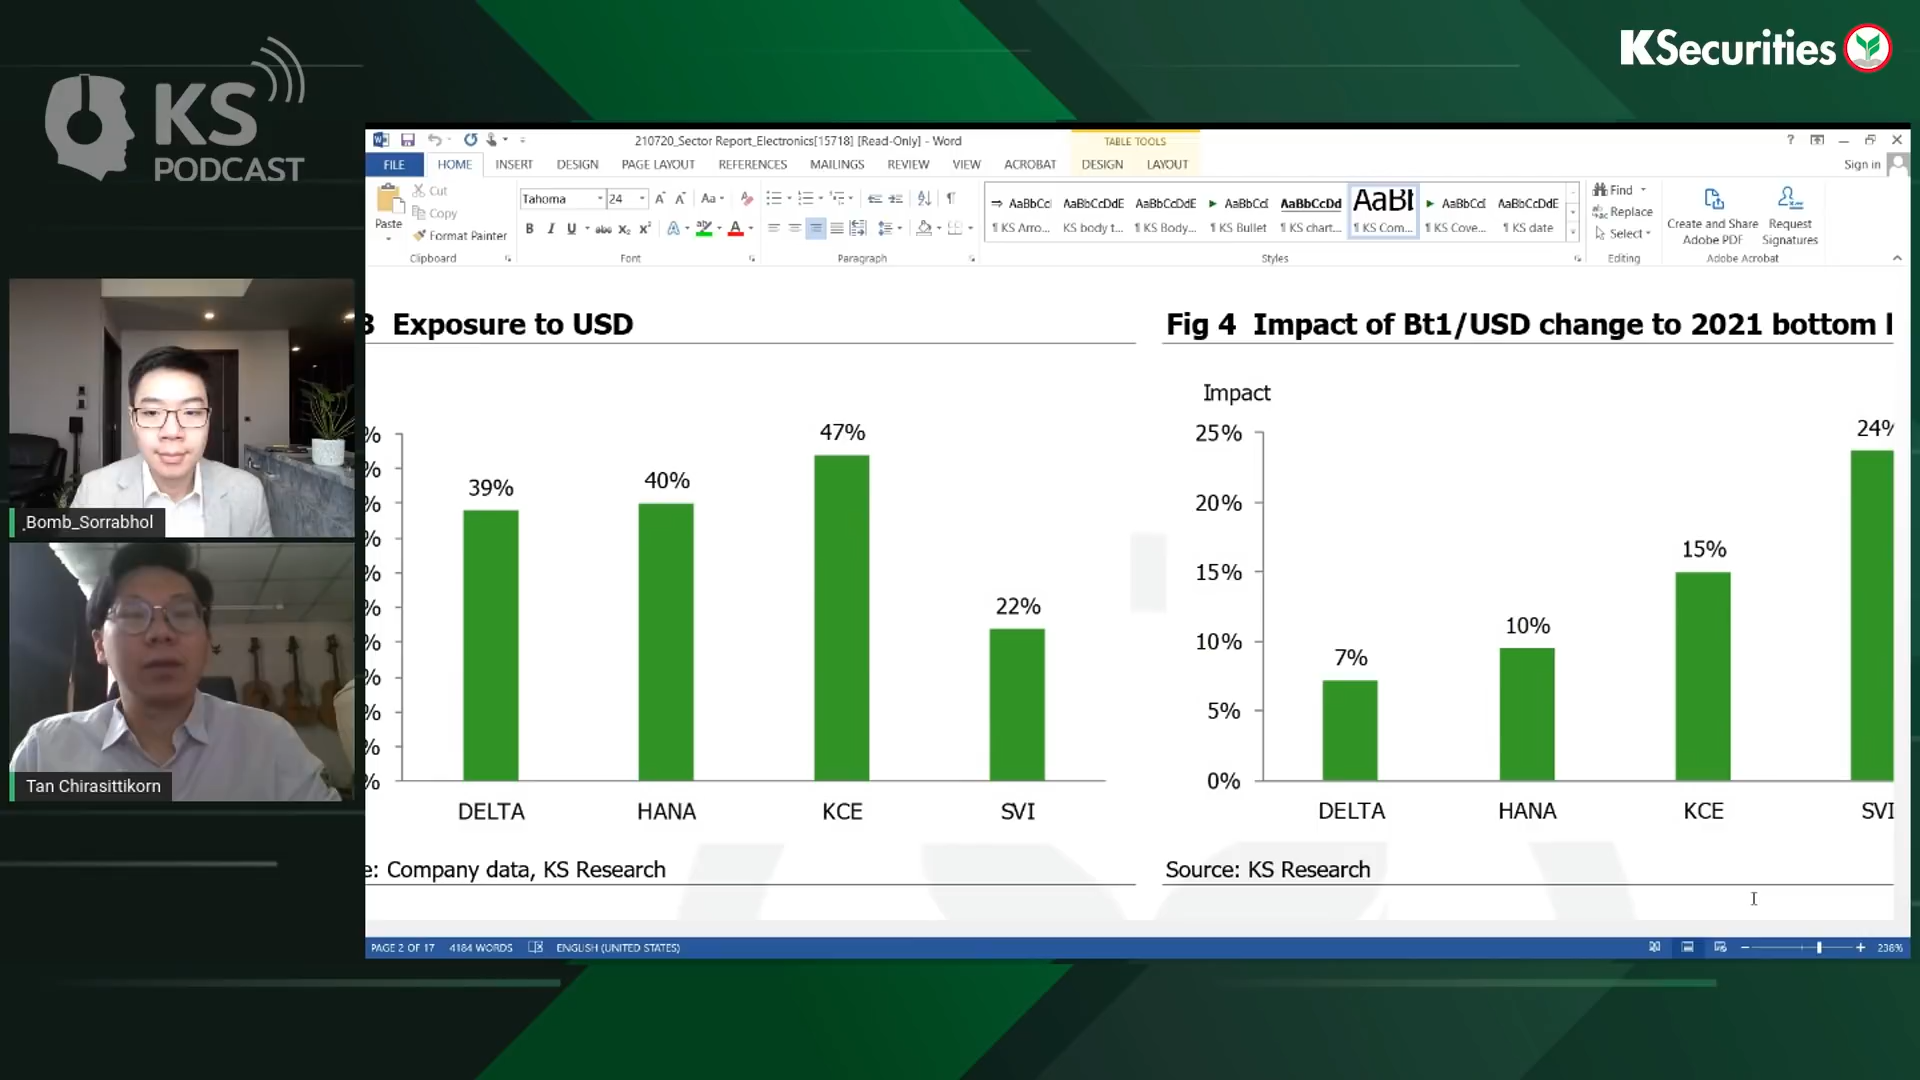 KS
PODCAST
KSecurities
210720_Sector Report_Electronics[15718] [Read-Only] - Word
TABLE TOOLS
?
FILE HOME INSERT DESIGN PAGE LAYOUT REFERENCES MAILINGS REVIEW VIEW ACROBAT DESIGN LAYOUT
Sign in
Paste
Cut
Copy
Format Painter
Clipboard
Tahoma 24
Font
Paragraph
AaBbCcI AaBbCcDdE AaBbCcDdE AaBbCcI AaBbCcDd AaBI AaBbCcI AaBbCcDdE
¶ KS Arro... KS body t... ¶ KS Body... ¶ KS Bullet ¶ KS chart... ¶ KS Com... ¶ KS Cove... ¶ KS date
Styles
Find
Replace
Select
Editing
Create and Share
Adobe PDF
Request
Signatures
Adobe Acrobat
3 Exposure to USD
47%
39%
40%
22%
DELTA HANA KCE SVI
e: Company data, KS Research
Fig 4 Impact of Bt1/USD change to 2021 bottom l
Impact
25%
20%
15%
10%
5%
0%
7%
10%
15%
24%
DELTA HANA KCE SVI
Source: KS Research
PAGE 2 OF 17 4184 WORDS ENGLISH (UNITED STATES)
236%
.Bomb_Sorrabhol
Tan Chirasittikorn